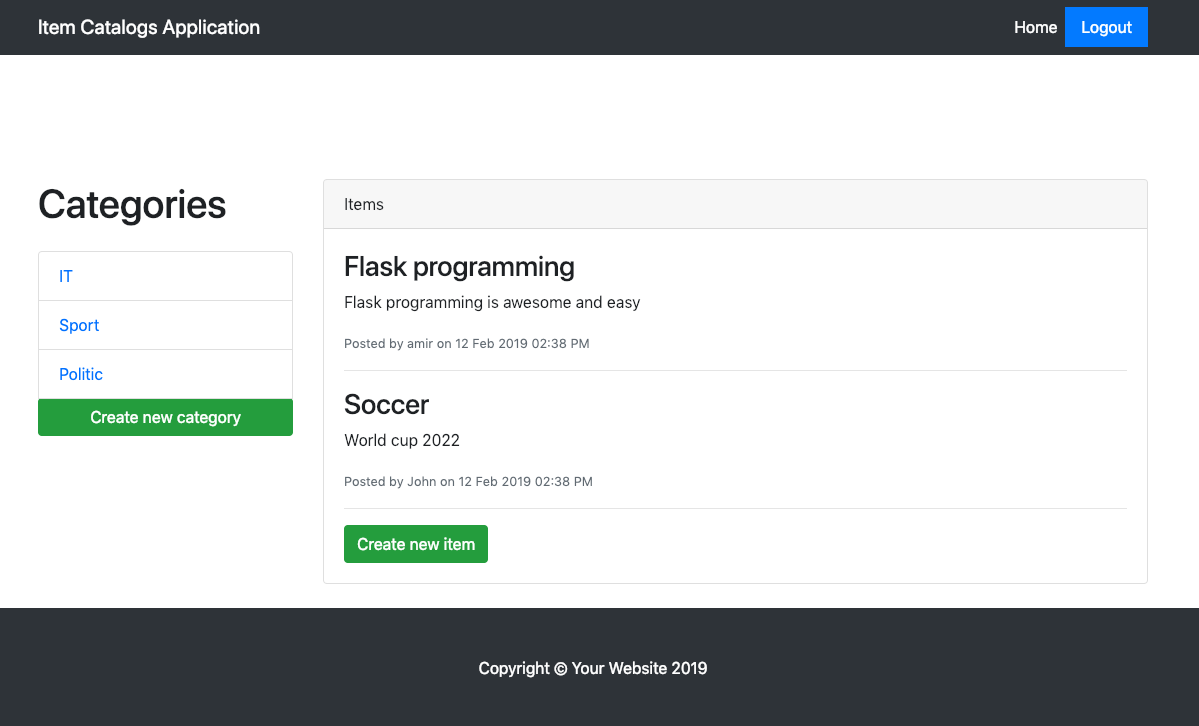 Item Catalogs Application
Home
Logout
Categories
IT
Sport
Politic
Create new category
Items
Flask programming
Flask programming is awesome and easy
Posted by amir on 12 Feb 2019 02:38 PM
Soccer
World cup 2022
Posted by John on 12 Feb 2019 02:38 PM
Create new item
Copyright © Your Website 2019